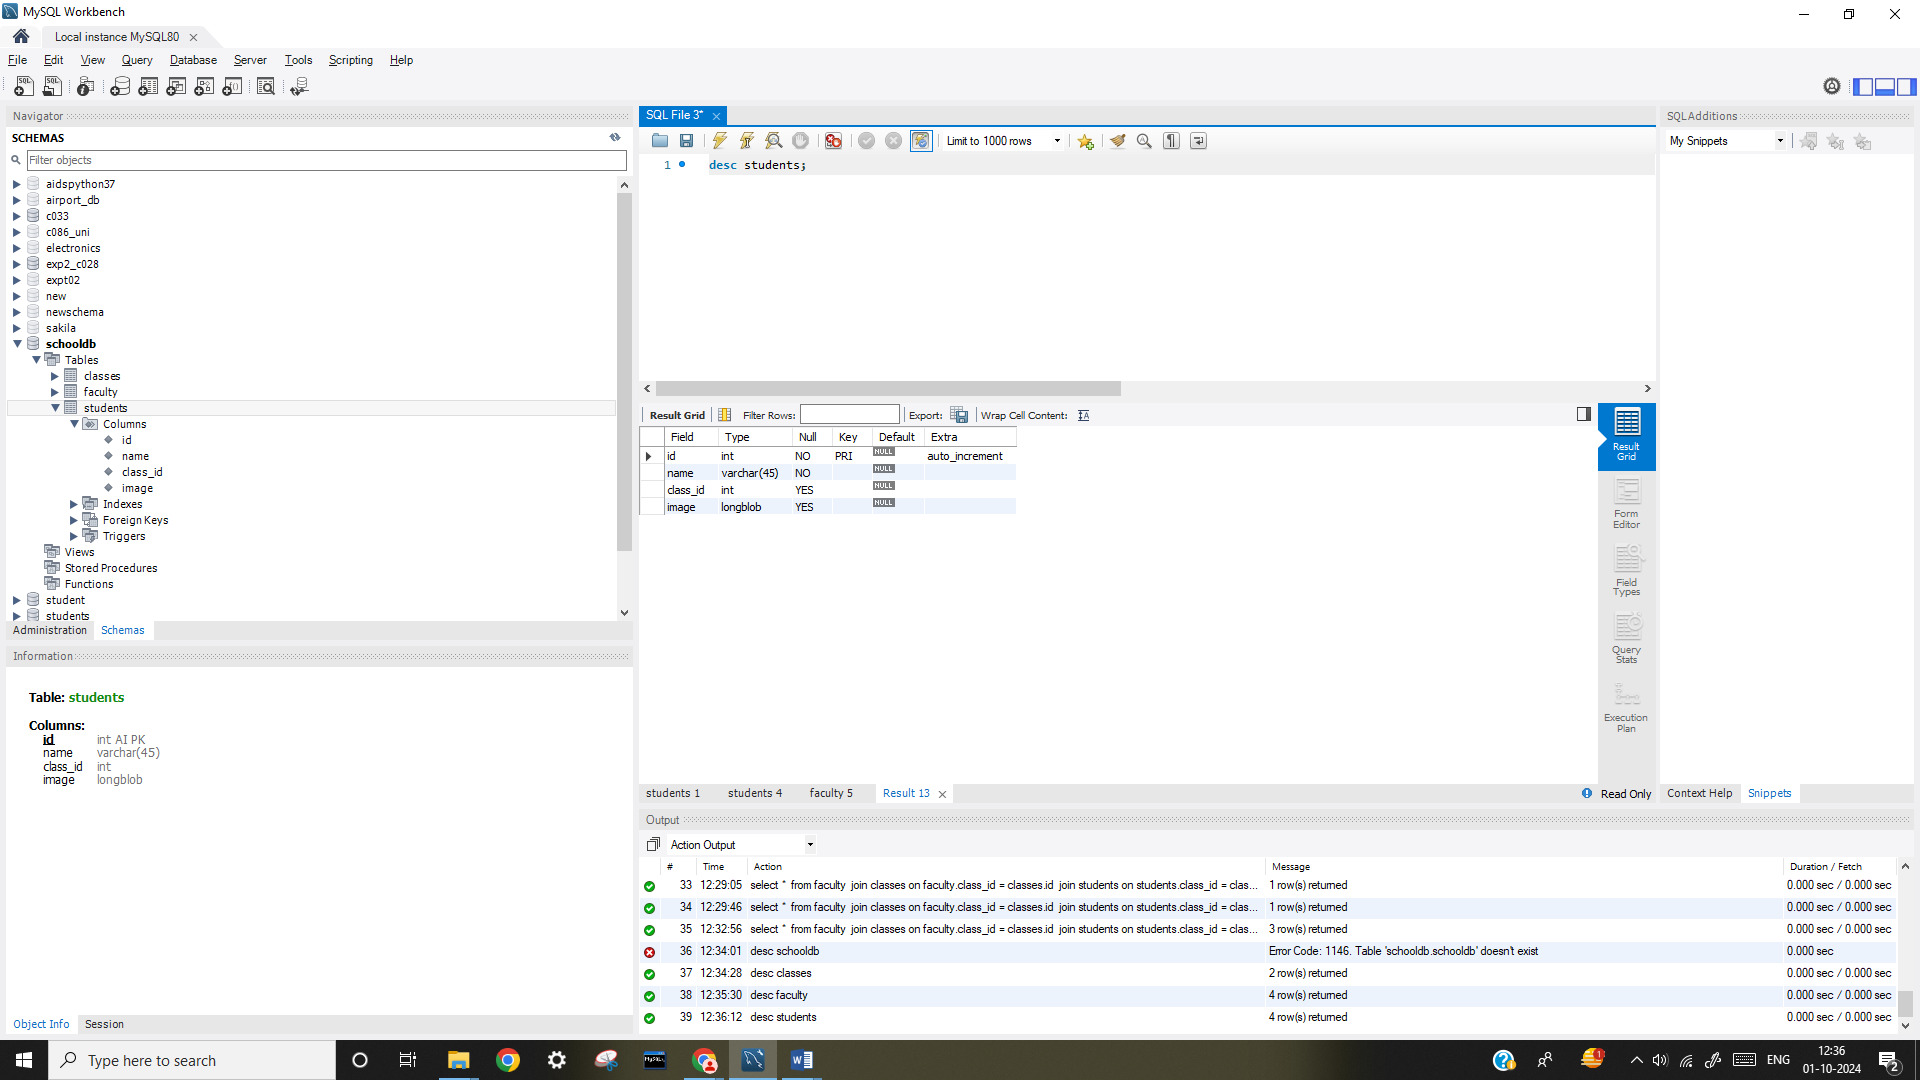 MySQL Workbench
Local instance MySQL80
File Edit View Query Database Server Tools Scripting Help
Navigator
SCHEMAS
Filter objects
aidspython37
airport_db
c033
c086_uni
electronics
exp2_c028
expt02
new
newschema
sakila
schooldb
Tables
classes
faculty
students
Columns
id
name
class_id
image
Indexes
Foreign Keys
Triggers
Views
Stored Procedures
Functions
student
students
Administration Schemas
Information
Table: students
Columns:
id int AI PK
name varchar(45)
class_id int
image longblob
Object Info Session
SQL File 3*
Limit to 1000 rows
1 desc students;
Result Grid Filter Rows: Export: Wrap Cell Content:
Field Type Null Key Default Extra
id int NO PRI NULL auto_increment
name varchar(45) NO NULL
class_id int YES NULL
image longblob YES NULL
Result Grid
Form Editor
Field Types
Query Stats
Execution Plan
students 1 students 4 faculty 5 Result 13 Read Only
SQLAdditions
My Snippets
Context Help Snippets
Output
Action Output
# Time Action Message Duration / Fetch
33 12:29:05 select * from faculty join classes on faculty.class_id = classes.id join students on students.class_id = clas... 1 row(s) returned 0.000 sec / 0.000 sec
34 12:29:46 select * from faculty join classes on faculty.class_id = classes.id join students on students.class_id = clas... 1 row(s) returned 0.000 sec / 0.000 sec
35 12:32:56 select * from faculty join classes on faculty.class_id = classes.id join students on students.class_id = clas... 3 row(s) returned 0.000 sec / 0.000 sec
36 12:34:01 desc schooldb Error Code: 1146. Table 'schooldb.schooldb' doesn't exist 0.000 sec
37 12:34:28 desc classes 2 row(s) returned 0.000 sec / 0.000 sec
38 12:35:30 desc faculty 4 row(s) returned 0.000 sec / 0.000 sec
39 12:36:12 desc students 4 row(s) returned 0.000 sec / 0.000 sec
Type here to search
ENG
12:36
01-10-2024
2